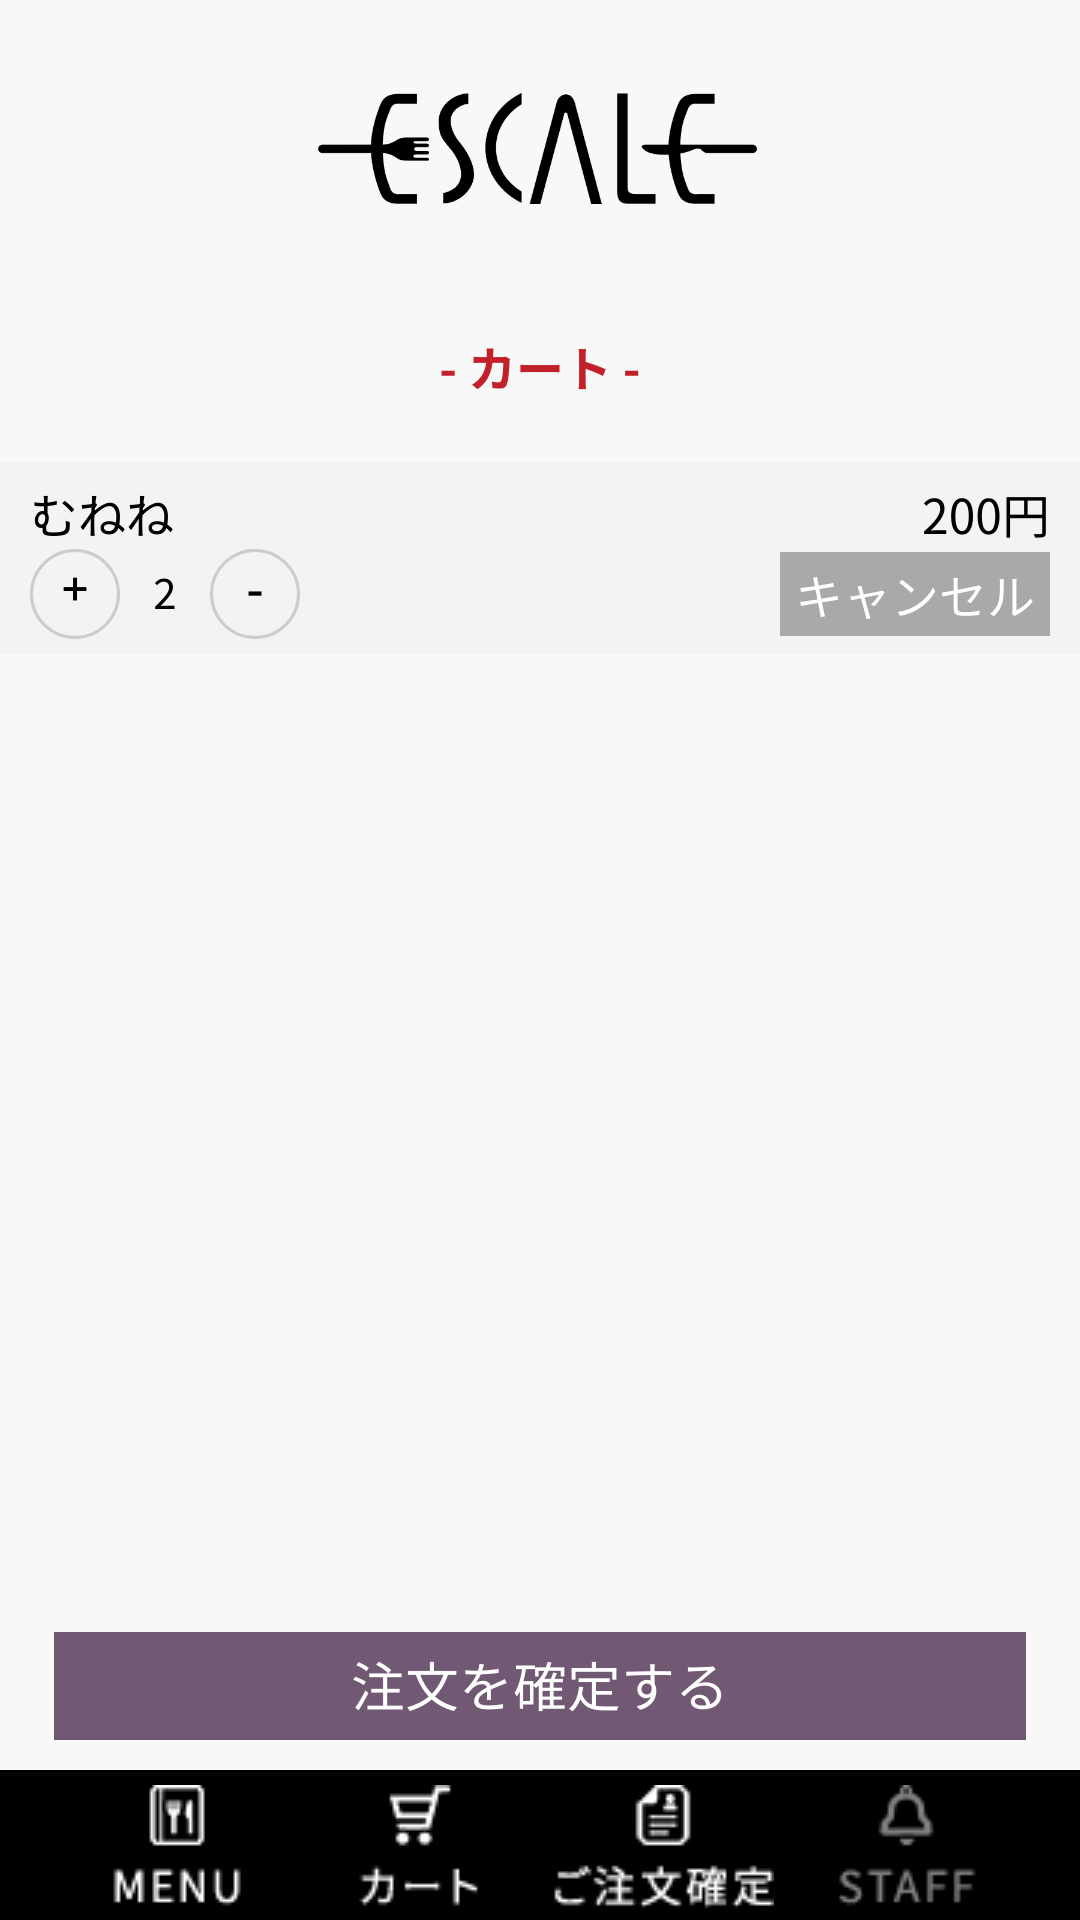 ESCALE
- カート -
むねね 200円
+ 2 - キャンセル
注文を確定する
MENU カート ご注文確定 STAFF